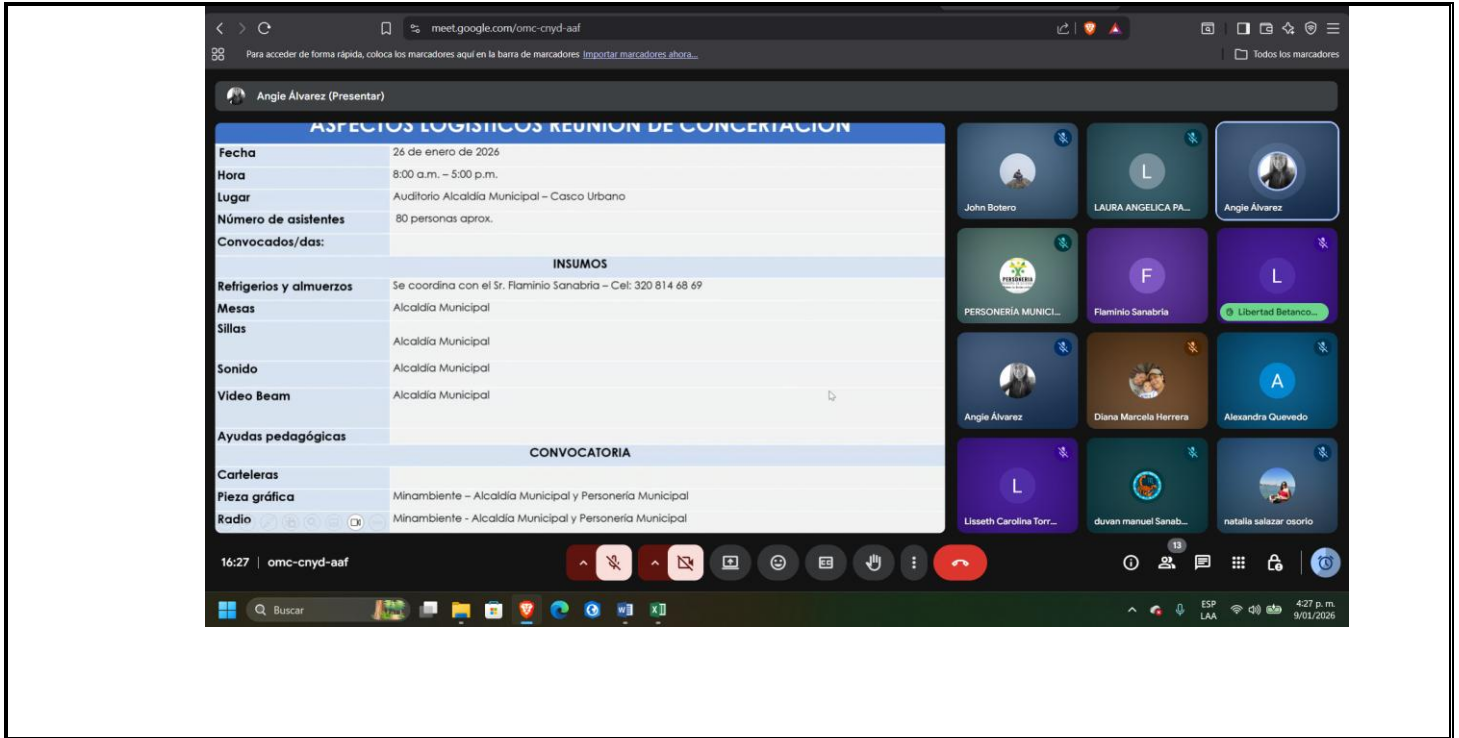 meet.google.com/omc-cnyd-aaf
Para acceder de forma rápida, coloca los marcadores aquí en la barra de marcadores Importar marcadores ahora...
Todos los marcadores
Angie Álvarez (Presentar)
ASPECTOS LOGÍSTICOS REUNIÓN DE CONCERTACIÓN
Fecha 26 de enero de 2026
Hora 8:00 a.m. – 5:00 p.m.
Lugar Auditorio Alcaldía Municipal – Casco Urbano
Número de asistentes 80 personas aprox.
Convocados/das:
INSUMOS
Refrigerios y almuerzos Se coordina con el Sr. Flaminio Sanabria – Cel: 320 814 68 69
Mesas Alcaldía Municipal
Sillas Alcaldía Municipal
Sonido Alcaldía Municipal
Video Beam Alcaldía Municipal
Ayudas pedagógicas
CONVOCATORIA
Carteleras
Pieza gráfica Minambiente – Alcaldía Municipal y Personería Municipal
Radio Minambiente - Alcaldía Municipal y Personería Municipal
John Botero
L
LAURA ANGELICA PA...
Angie Álvarez
PERSONERÍA
PERSONERÍA MUNICI...
F
Flaminio Sanabria
L
Libertad Betanco...
Angie Álvarez
Diana Marcela Herrera
A
Alexandra Quevedo
L
Lisseth Carolina Torr...
duvan manuel Sanab...
natalia salazar osorio
16:27 | omc-cnyd-aaf
13
Buscar
ESP
LAA
4:27 p. m.
9/01/2026